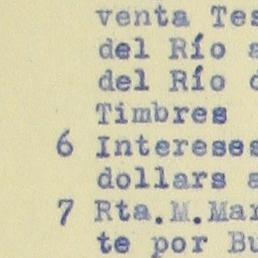 venta Tes
del Río a
del Río
Timbres
6 Intereses
dollars a
7 Rta.M.Mar
te por Bu